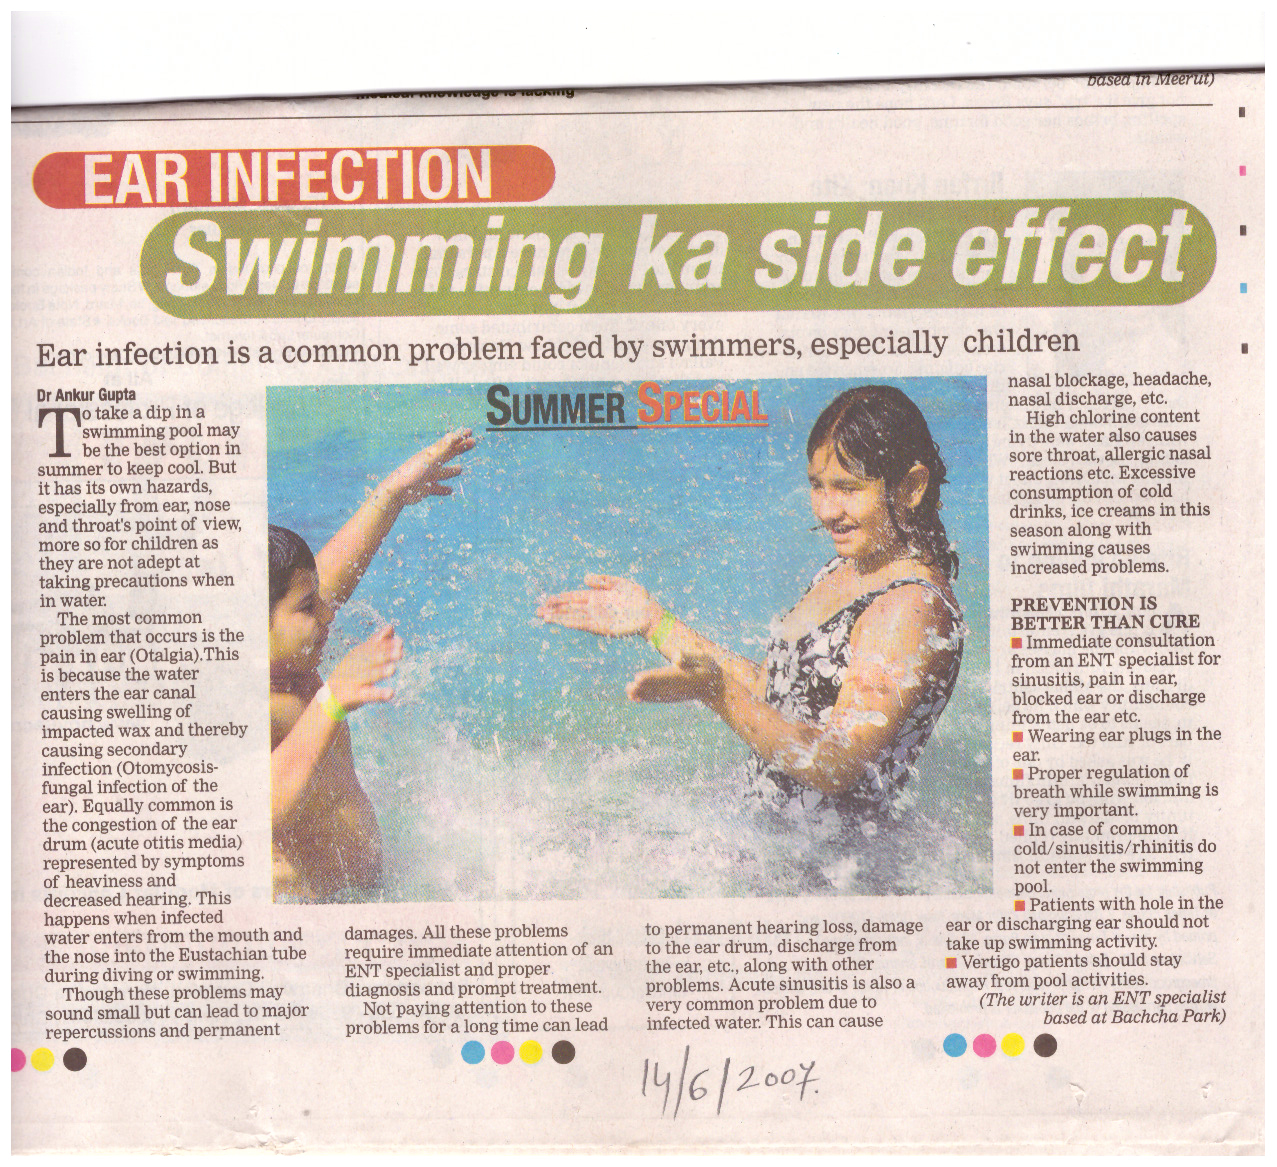 based in Meerut)
medical knowledge is lacking
EAR INFECTION
Swimming ka side effect
Ear infection is a common problem faced by swimmers, especially children
SUMMER SPECIAL
Dr Ankur Gupta
To take a dip in a
swimming pool may
be the best option in
summer to keep cool. But
it has its own hazards,
especially from ear, nose
and throat's point of view,
more so for children as
they are not adept at
taking precautions when
in water.
The most common
problem that occurs is the
pain in ear (Otalgia).This
is because the water
enters the ear canal
causing swelling of
impacted wax and thereby
causing secondary
infection (Otomycosis-
fungal infection of the
ear). Equally common is
the congestion of the ear
drum (acute otitis media)
represented by symptoms
of heaviness and
decreased hearing. This
happens when infected
water enters from the mouth and
the nose into the Eustachian tube
during diving or swimming.
Though these problems may
sound small but can lead to major
repercussions and permanent
damages. All these problems
require immediate attention of an
ENT specialist and proper
diagnosis and prompt treatment.
Not paying attention to these
problems for a long time can lead
to permanent hearing loss, damage
to the ear drum, discharge from
the ear, etc., along with other
problems. Acute sinusitis is also a
very common problem due to
infected water. This can cause
nasal blockage, headache,
nasal discharge, etc.
High chlorine content
in the water also causes
sore throat, allergic nasal
reactions etc. Excessive
consumption of cold
drinks, ice creams in this
season along with
swimming causes
increased problems.
PREVENTION IS
BETTER THAN CURE
■ Immediate consultation
from an ENT specialist for
sinusitis, pain in ear,
blocked ear or discharge
from the ear etc.
■ Wearing ear plugs in the
ear.
■ Proper regulation of
breath while swimming is
very important.
■ In case of common
cold/sinusitis/rhinitis do
not enter the swimming
pool.
■ Patients with hole in the
ear or discharging ear should not
take up swimming activity.
■ Vertigo patients should stay
away from pool activities.
(The writer is an ENT specialist
based at Bachcha Park)
14/6/2007.